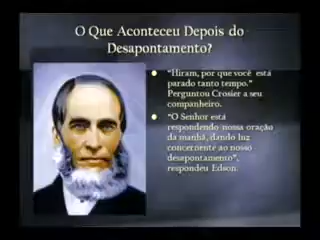 O Que Aconteceu Depois do
Desapontamento?
"Hiram, por que você está
parado tanto tempo."
Perguntou Crosier a seu
companheiro.
"O Senhor está
respondendo nossa oração
da manhã, dando luz
concernente ao nosso
desapontamento",
respondeu Edson.